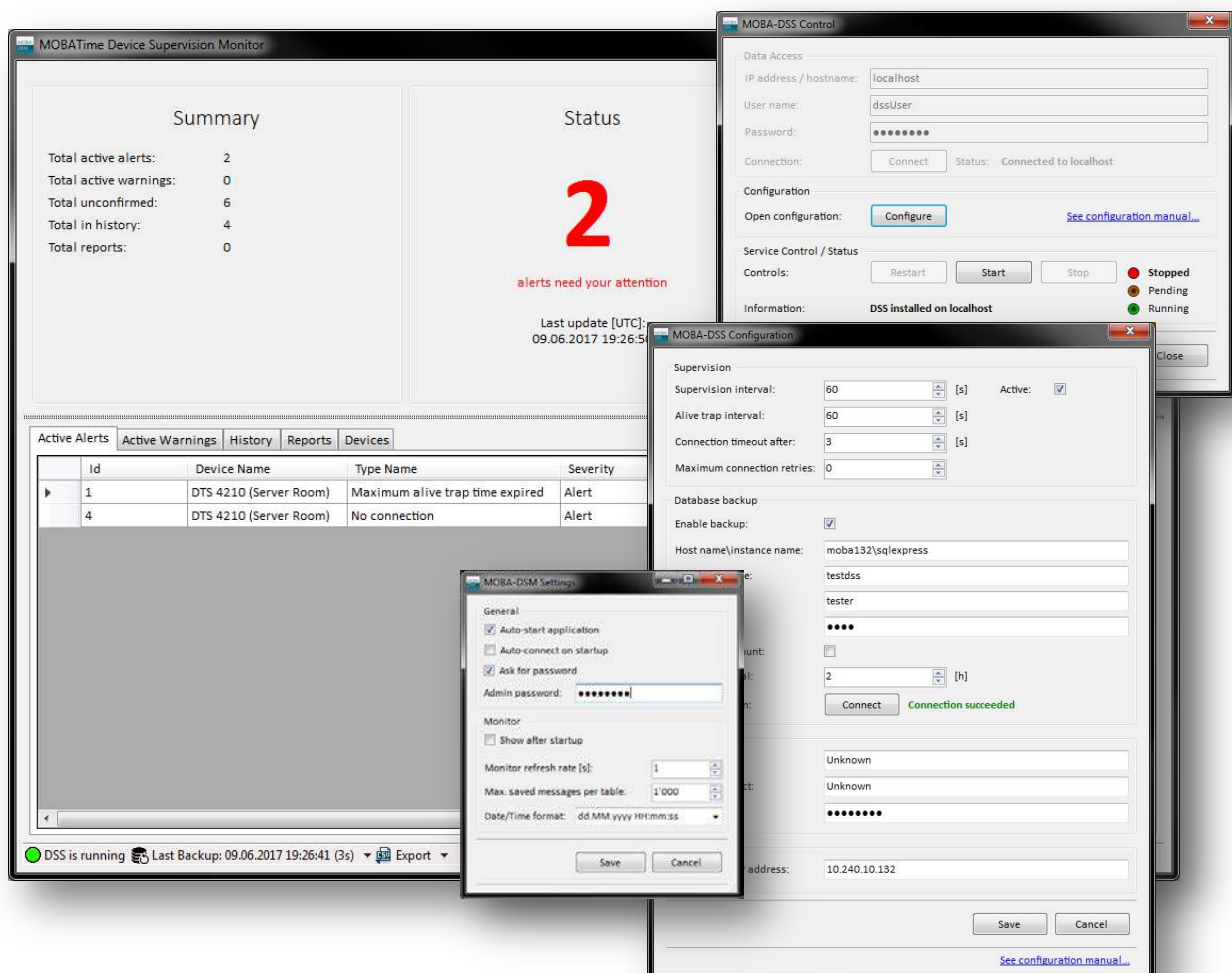 MOBATime Device Supervision Monitor
Summary
Total active alerts: 2
Total active warnings: 0
Total unconfirmed: 6
Total in history: 4
Total reports: 0
Status
2
alerts need your attention
Last update [UTC]:
09.06.2017 19:26:5
Active Alerts Active Warnings History Reports Devices
Id Device Name Type Name Severity
1 DTS 4210 (Server Room) Maximum alive trap time expired Alert
4 DTS 4210 (Server Room) No connection Alert
DSS is running Last Backup: 09.06.2017 19:26:41 (3s) Export
MOBA-DSS Control
Data Access
IP address / hostname: localhost
User name: dssUser
Password: ●●●●●●●●
Connection: Connect Status: Connected to localhost
Configuration
Open configuration: Configure See configuration manual...
Service Control / Status
Controls: Restart Start Stop Stopped
Pending
Information: DSS installed on localhost Running
Close
MOBA-DSS Configuration
Supervision
Supervision interval: 60 [s] Active:
Alive trap interval: 60 [s]
Connection timeout after: 3 [s]
Maximum connection retries: 0
Database backup
Enable backup:
Host name\instance name: moba132\sqlexpress
e: testdss
tester
●●●●
unt:
al: 2 [h]
n: Connect Connection succeeded
Unknown
ct: Unknown
●●●●●●●●
address: 10.240.10.132
Save Cancel
See configuration manual...
MOBA-DSM Settings
General
Auto-start application
Auto-connect on startup
Ask for password
Admin password: ●●●●●●●●
Monitor
Show after startup
Monitor refresh rate [s]: 1
Max. saved messages per table: 1'000
Date/Time format: dd.MM.yyyy HH:mm:ss
Save Cancel